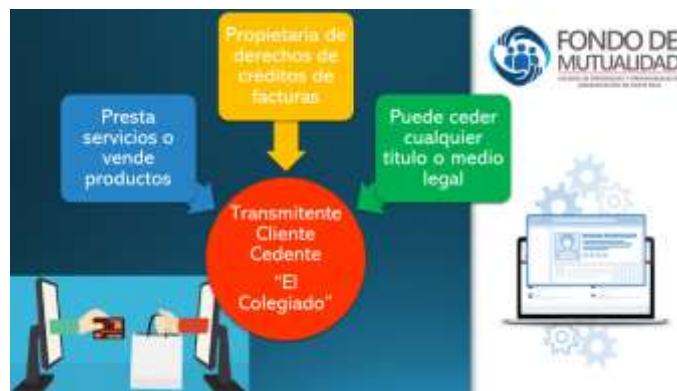 Propietaria de
derechos de
créditos de
facturas
FONDO DE
MUTUALIDAD
Presta
servicios o
vende
productos
Puede ceder
cualquier
título o medio
legal
Transmitente
Cliente
Cedente
"El
Colegiado"